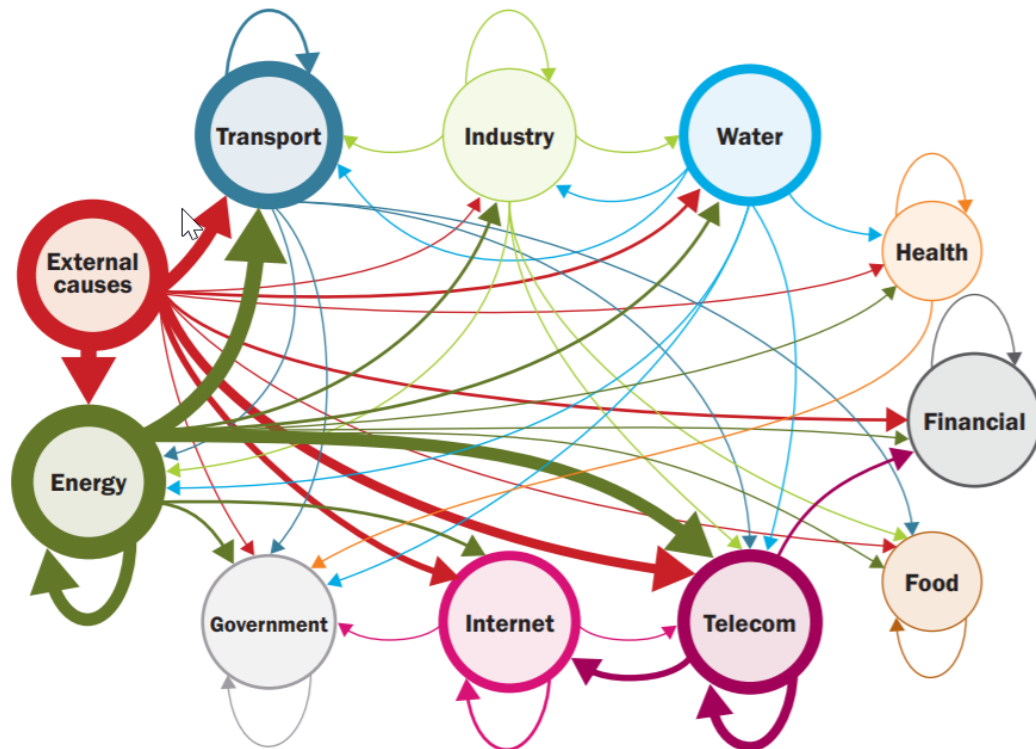 Transport
Industry
Water
External
causes
Health
Financial
Energy
Food
Government
Internet
Telecom